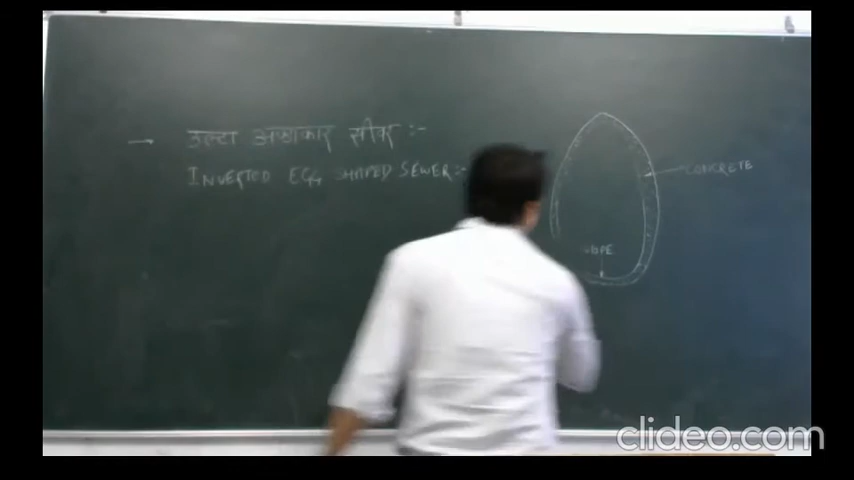 → उल्टा अण्डाकार सीवर :-
INVERTED EGG SHAPED SEWER :-
CONCRETE
clideo.com